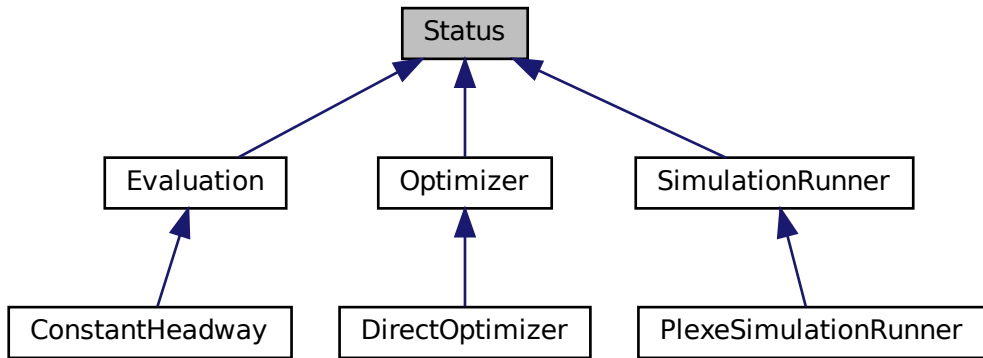 Status
Evaluation
Optimizer
SimulationRunner
ConstantHeadway
DirectOptimizer
PlexeSimulationRunner